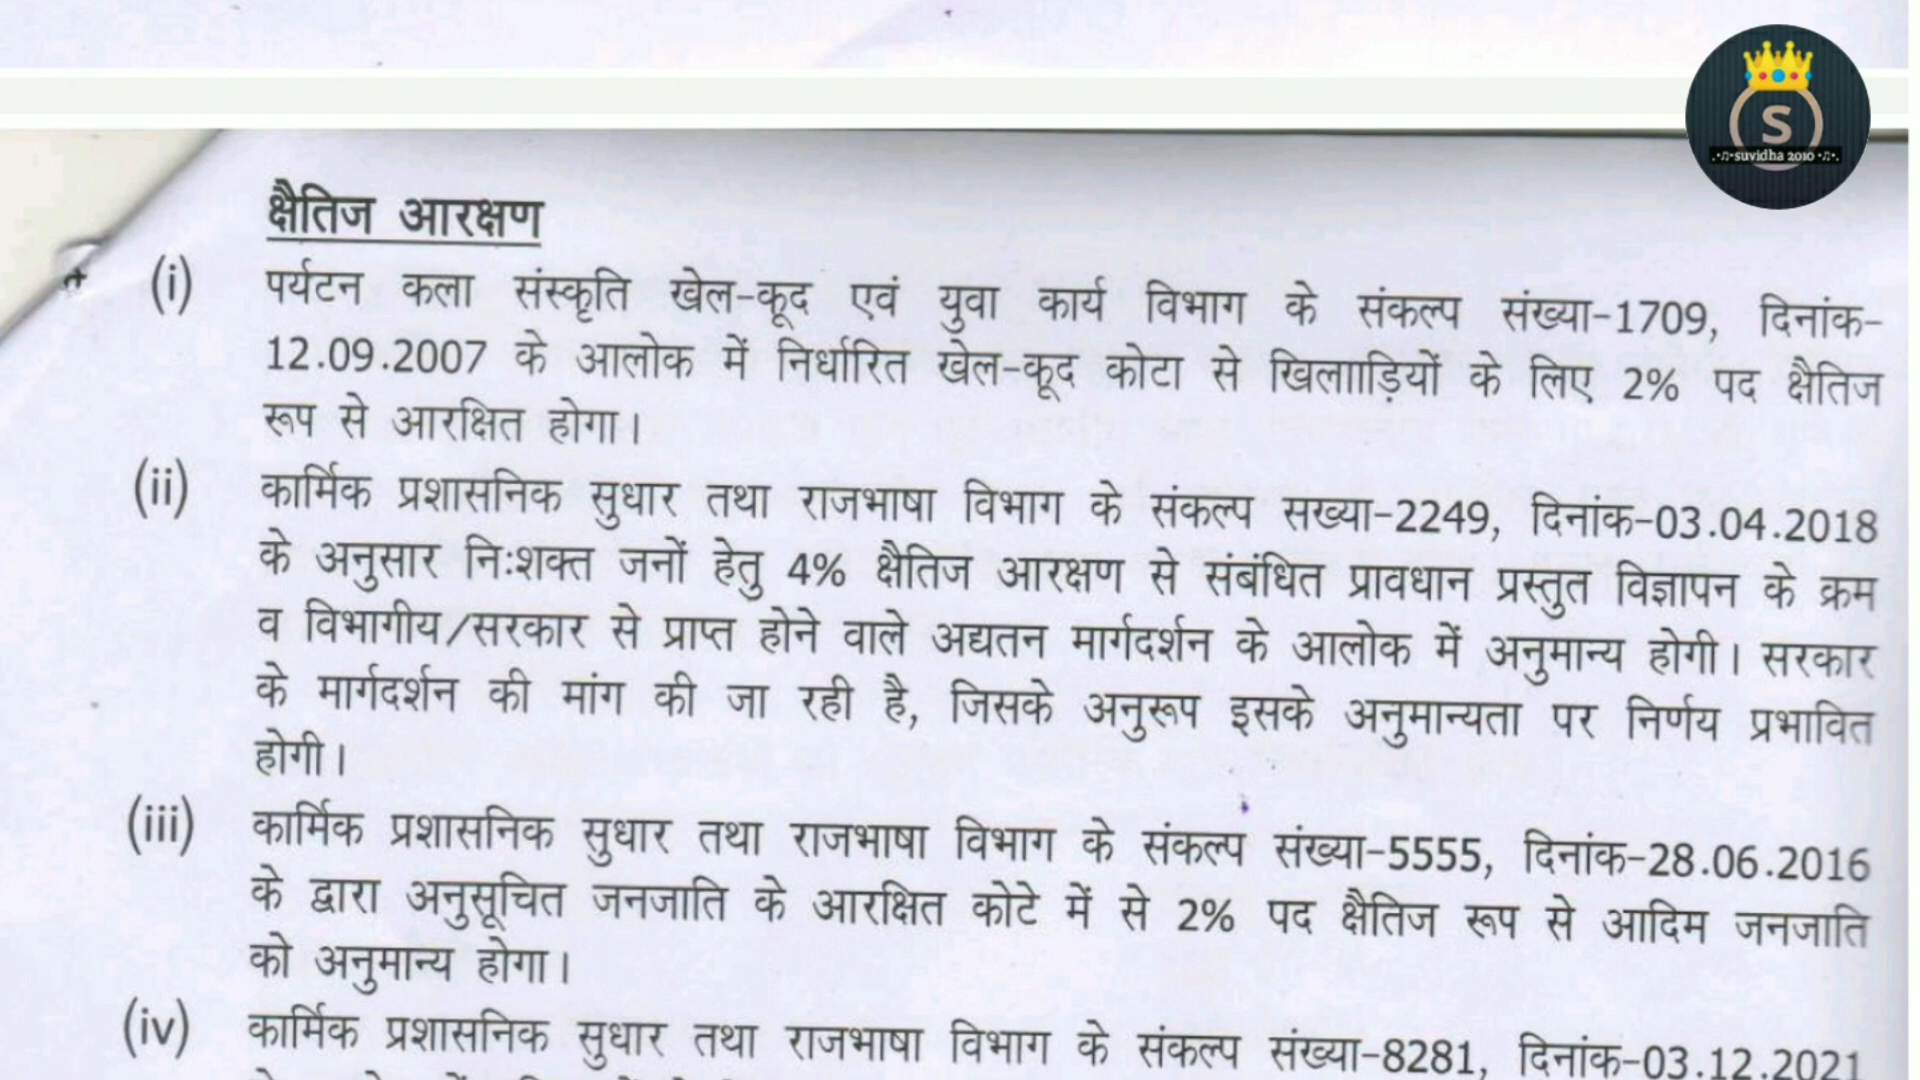 S
.•♫•suvidha 2010 •♫•.
क्षैतिज आरक्षण
(i) पर्यटन कला संस्कृति खेल-कूद एवं युवा कार्य विभाग के संकल्प संख्या-1709, दिनांक-
12.09.2007 के आलोक में निर्धारित खेल-कूद कोटा से खिलााड़ियों के लिए 2% पद क्षैतिज
रूप से आरक्षित होगा।
(ii) कार्मिक प्रशासनिक सुधार तथा राजभाषा विभाग के संकल्प सख्या-2249, दिनांक-03.04.2018
के अनुसार निःशक्त जनों हेतु 4% क्षैतिज आरक्षण से संबंधित प्रावधान प्रस्तुत विज्ञापन के क्रम
व विभागीय/सरकार से प्राप्त होने वाले अद्यतन मार्गदर्शन के आलोक में अनुमान्य होगी। सरकार
के मार्गदर्शन की मांग की जा रही है, जिसके अनुरूप इसके अनुमान्यता पर निर्णय प्रभावित
होगी।
(iii) कार्मिक प्रशासनिक सुधार तथा राजभाषा विभाग के संकल्प संख्या-5555, दिनांक-28.06.2016
के द्वारा अनुसूचित जनजाति के आरक्षित कोटे में से 2% पद क्षैतिज रूप से आदिम जनजाति
को अनुमान्य होगा।
(iv) कार्मिक प्रशासनिक सुधार तथा राजभाषा विभाग के संकल्प संख्या-8281, दिनांक-03.12.2021